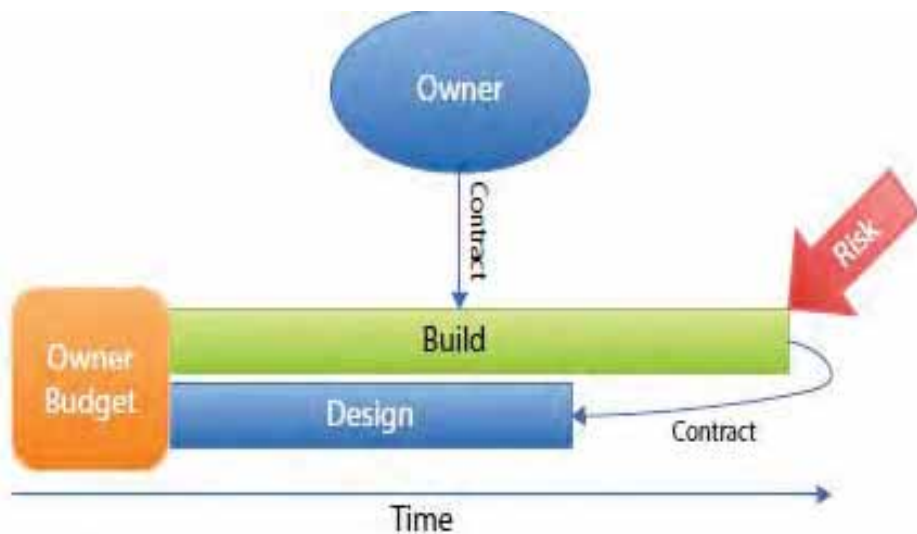 Owner
Contract
Risk
Build
Owner
Budget
Design
Contract
Time